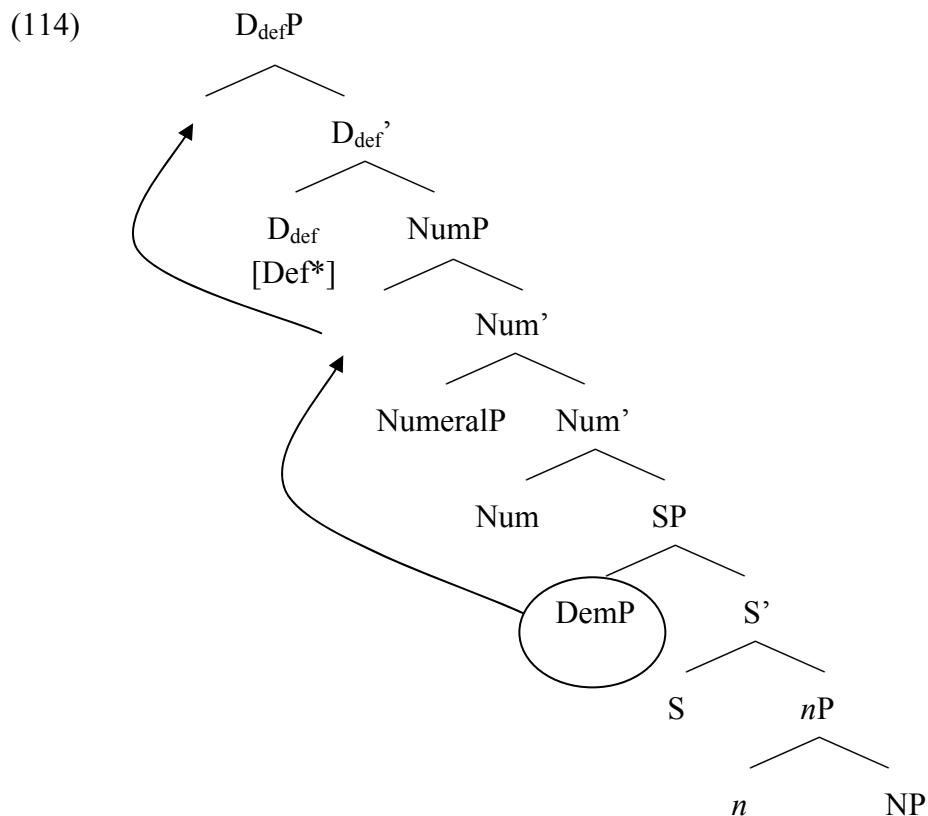 (114) DdefP
Ddef’
Ddef NumP
[Def*]
Num’
NumeralP Num’
Num SP
DemP S’
S nP
n NP